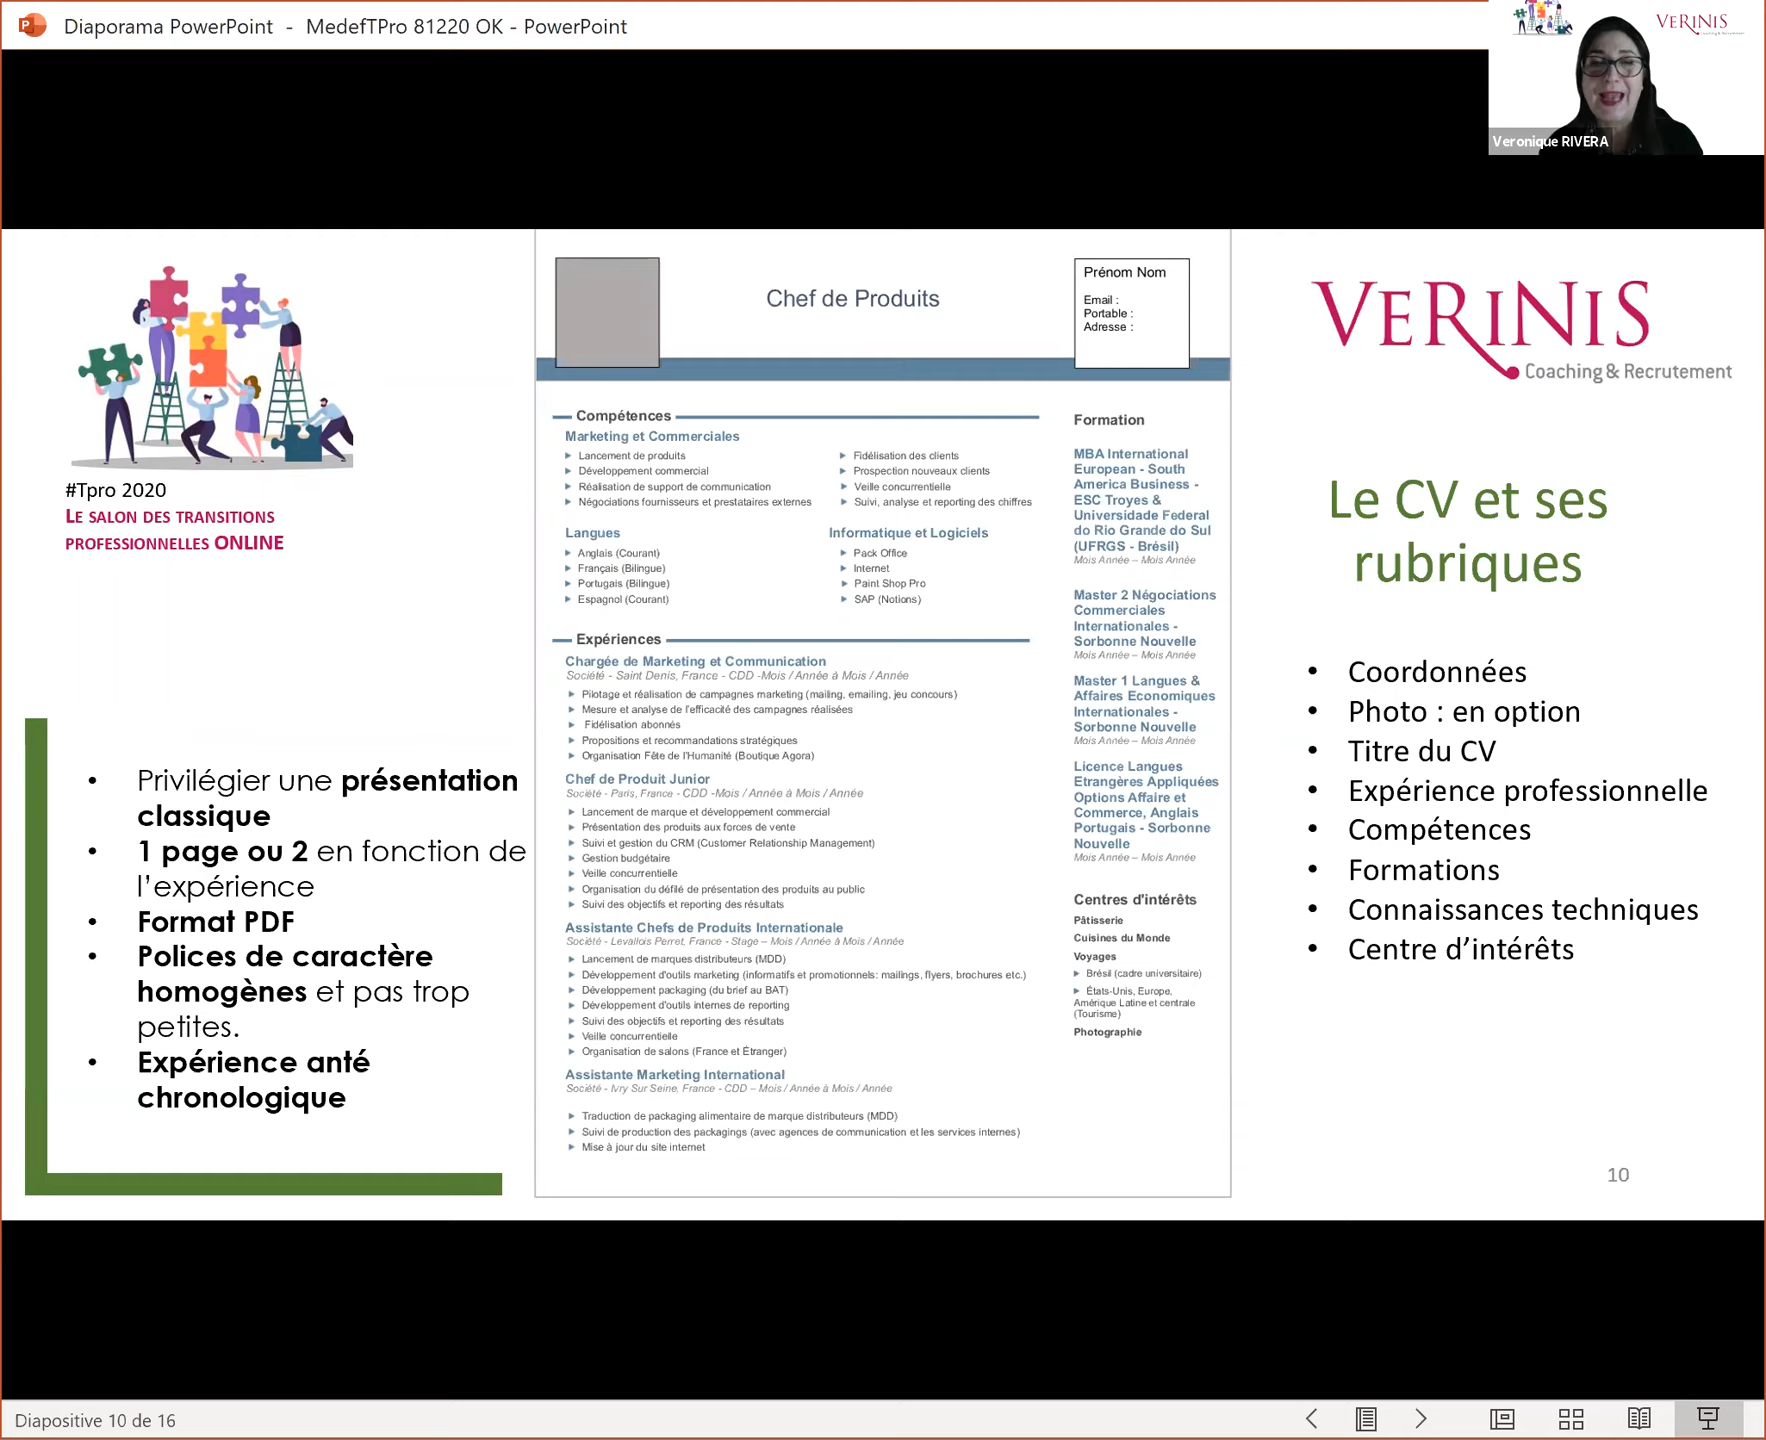 Diaporama PowerPoint - MedefTPro 81220 OK - PowerPoint
VERINIS
Veronique RIVERA
#Tpro 2020
LE SALON DES TRANSITIONS
PROFESSIONNELLES ONLINE
• Privilégier une présentation
classique
• 1 page ou 2 en fonction de
l'expérience
• Format PDF
• Polices de caractère
homogènes et pas trop
petites.
• Expérience anté
chronologique
Chef de Produits
Prénom Nom
Email :
Portable :
Adresse :
Compétences
Marketing et Commerciales
Lancement de produits
Développement commercial
Réalisation de support de communication
Négociations fournisseurs et prestataires externes
Fidélisation des clients
Prospection nouveaux clients
Veille concurrentielle
Suivi, analyse et reporting des chiffres
Langues
Anglais (Courant)
Français (Bilingue)
Portugais (Bilingue)
Espagnol (Courant)
Informatique et Logiciels
Pack Office
Internet
Paint Shop Pro
SAP (Notions)
Expériences
Chargée de Marketing et Communication
Société - Saint Denis, France - CDD -Mois / Année à Mois / Année
Pilotage et réalisation de campagnes marketing (mailing, emailing, jeu concours)
Mesure et analyse de l'efficacité des campagnes réalisées
Fidélisation abonnés
Propositions et recommandations stratégiques
Organisation Fête de l'Humanité (Boutique Agora)
Chef de Produit Junior
Société - Paris, France - CDD -Mois / Année à Mois / Année
Lancement de marque et développement commercial
Présentation des produits aux forces de vente
Suivi et gestion du CRM (Customer Relationship Management)
Gestion budgétaire
Veille concurrentielle
Organisation du défilé de présentation des produits au public
Suivi des objectifs et reporting des résultats
Assistante Chefs de Produits Internationale
Société - Levallois Perret, France - Stage – Mois / Année à Mois / Année
Lancement de marques distributeurs (MDD)
Développement d'outils marketing (informatifs et promotionnels: mailings, flyers, brochures etc.)
Développement packaging (du brief au BAT)
Développement d'outils internes de reporting
Suivi des objectifs et reporting des résultats
Veille concurrentielle
Organisation de salons (France et Étranger)
Assistante Marketing International
Société - Ivry Sur Seine, France - CDD – Mois / Année à Mois / Année
Traduction de packaging alimentaire de marque distributeurs (MDD)
Suivi de production des packagings (avec agences de communication et les services internes)
Mise à jour du site internet
Formation
MBA International
European - South
America Business -
ESC Troyes &
Universidade Federal
do Rio Grande do Sul
(UFRGS - Brésil)
Mois Année – Mois Année
Master 2 Négociations
Commerciales
Internationales -
Sorbonne Nouvelle
Mois Année – Mois Année
Master 1 Langues &
Affaires Economiques
Internationales -
Sorbonne Nouvelle
Mois Année – Mois Année
Licence Langues
Etrangères Appliquées
Options Affaire et
Commerce, Anglais
Portugais - Sorbonne
Nouvelle
Mois Année – Mois Année
Centres d'intérêts
Pâtisserie
Cuisines du Monde
Voyages
Brésil (cadre universitaire)
États-Unis, Europe,
Amérique Latine et centrale
(Tourisme)
Photographie
VERINIS
Coaching & Recrutement
Le CV et ses
rubriques
• Coordonnées
• Photo : en option
• Titre du CV
• Expérience professionnelle
• Compétences
• Formations
• Connaissances techniques
• Centre d'intérêts
10
Diapositive 10 de 16